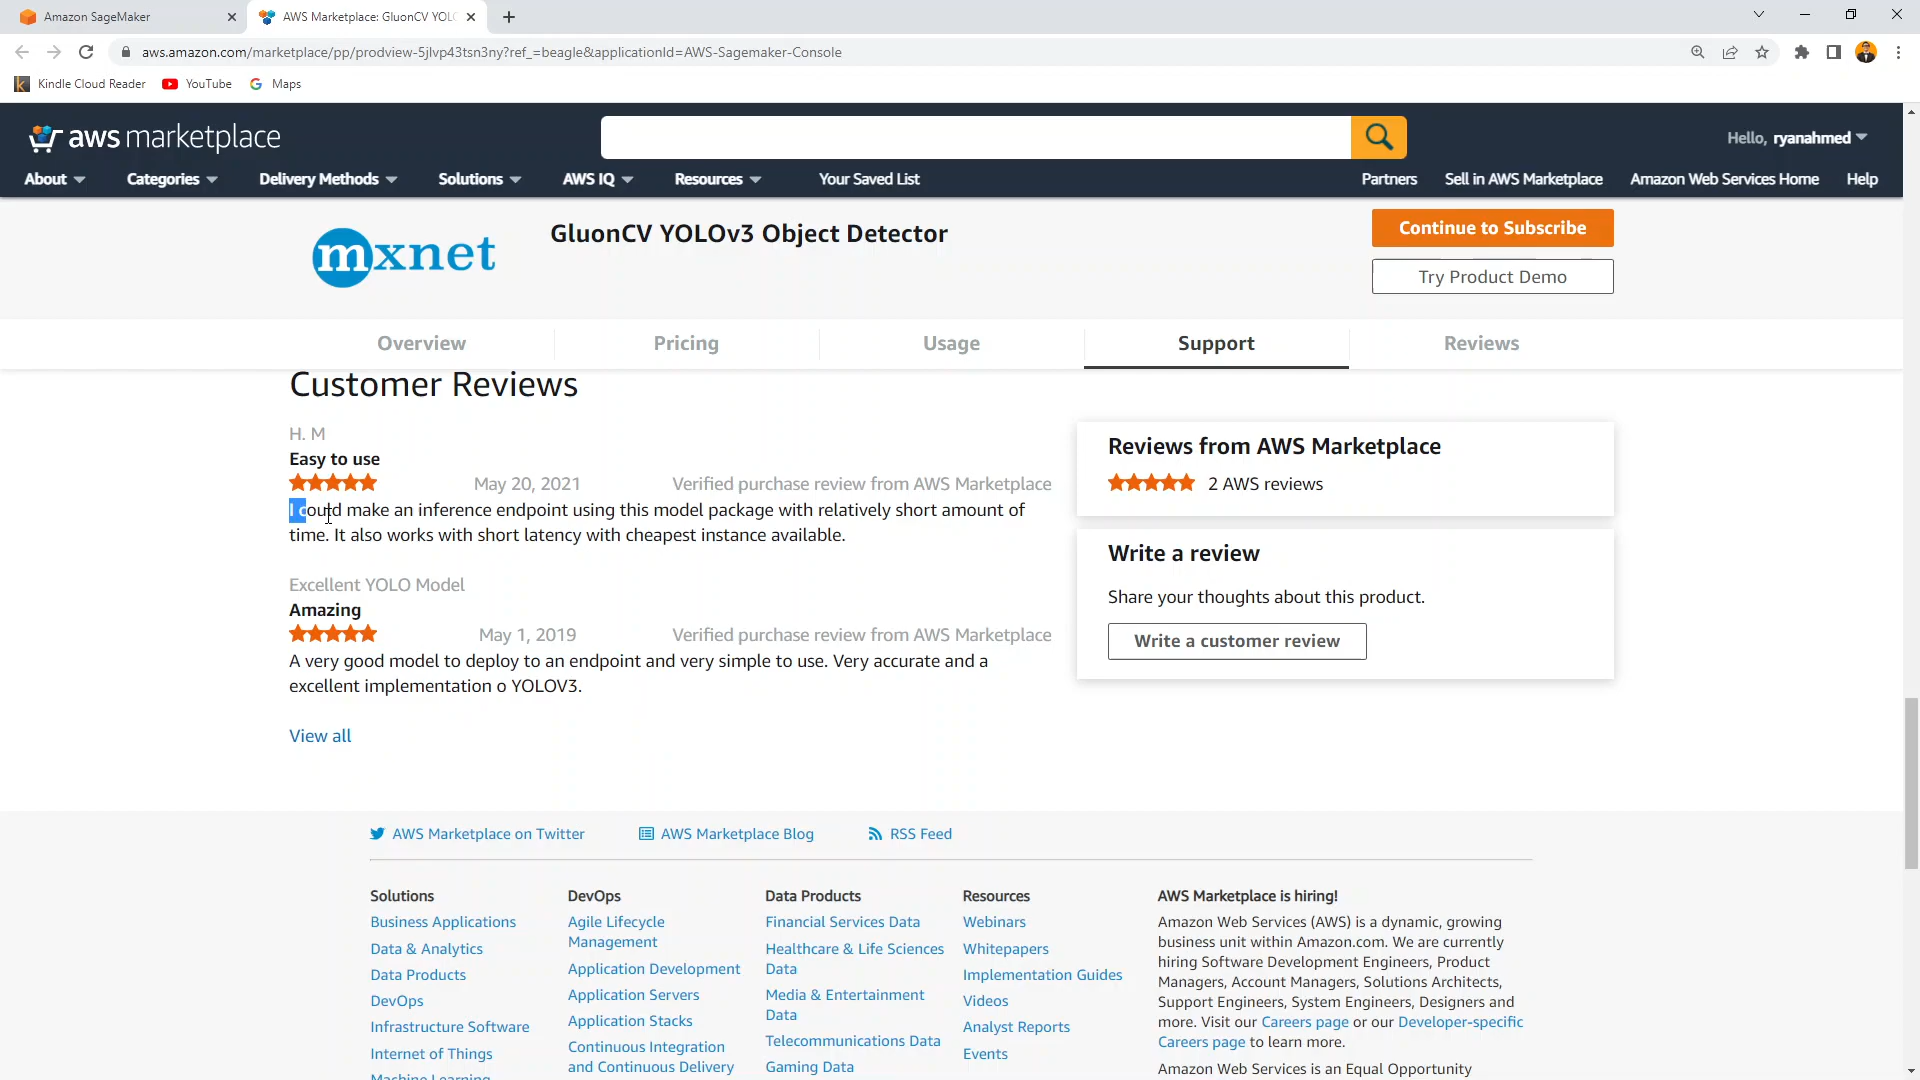 Amazon SageMaker
AWS Marketplace: GluonCV YOLO
aws.amazon.com/marketplace/pp/prodview-5jlvp43tsn3ny?ref_=beagle&applicationId=AWS-Sagemaker-Console
Kindle Cloud Reader YouTube Maps
aws marketplace
Hello, ryanahmed
About Categories Delivery Methods Solutions AWS IQ Resources Your Saved List Partners Sell in AWS Marketplace Amazon Web Services Home Help
mxnet
GluonCV YOLOv3 Object Detector
Continue to Subscribe
Try Product Demo
Overview Pricing Usage Support Reviews
Customer Reviews
H. M
Easy to use
May 20, 2021 Verified purchase review from AWS Marketplace
I could make an inference endpoint using this model package with relatively short amount of
time. It also works with short latency with cheapest instance available.
Excellent YOLO Model
Amazing
May 1, 2019 Verified purchase review from AWS Marketplace
A very good model to deploy to an endpoint and very simple to use. Very accurate and a
excellent implementation o YOLOV3.
View all
Reviews from AWS Marketplace
2 AWS reviews
Write a review
Share your thoughts about this product.
Write a customer review
AWS Marketplace on Twitter AWS Marketplace Blog RSS Feed
Solutions
Business Applications
Data & Analytics
Data Products
DevOps
Infrastructure Software
Internet of Things
Machine Learning
DevOps
Agile Lifecycle
Management
Application Development
Application Servers
Application Stacks
Continuous Integration
and Continuous Delivery
Data Products
Financial Services Data
Healthcare & Life Sciences
Data
Media & Entertainment
Data
Telecommunications Data
Gaming Data
Resources
Webinars
Whitepapers
Implementation Guides
Videos
Analyst Reports
Events
AWS Marketplace is hiring!
Amazon Web Services (AWS) is a dynamic, growing
business unit within Amazon.com. We are currently
hiring Software Development Engineers, Product
Managers, Account Managers, Solutions Architects,
Support Engineers, System Engineers, Designers and
more. Visit our Careers page or our Developer-specific
Careers page to learn more.
Amazon Web Services is an Equal Opportunity